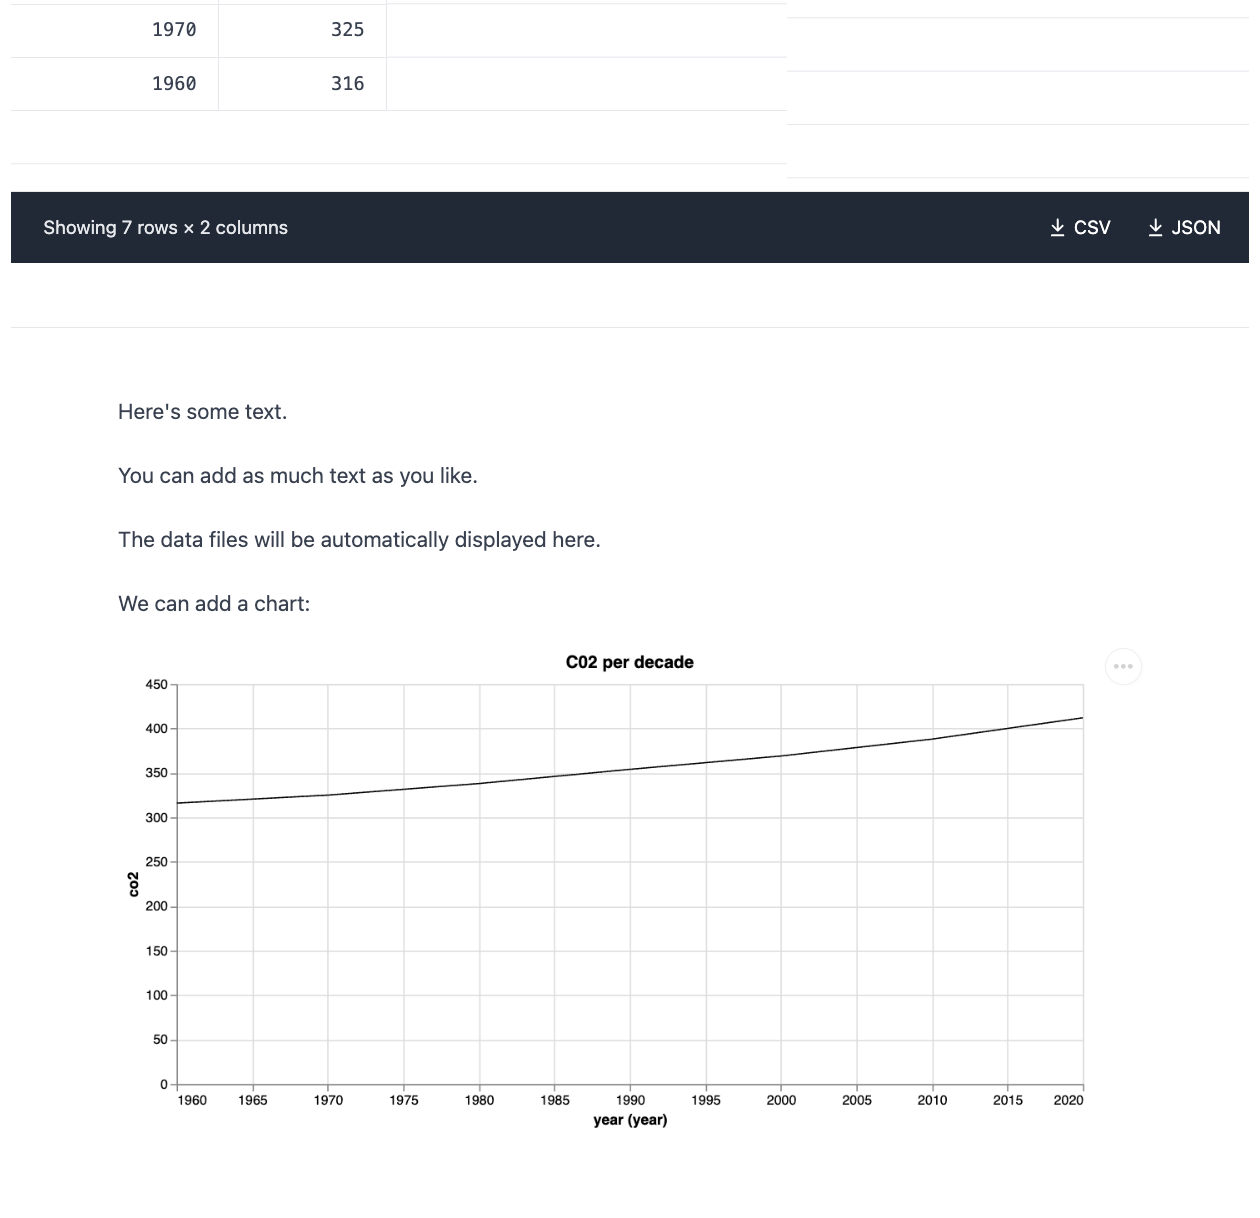 1970 325
1960 316
Showing 7 rows × 2 columns CSV JSON
Here's some text.
You can add as much text as you like.
The data files will be automatically displayed here.
We can add a chart:
C02 per decade
450
400
350
300
250
200
150
100
50
0
co2
1960 1965 1970 1975 1980 1985 1990 1995 2000 2005 2010 2015 2020
year (year)